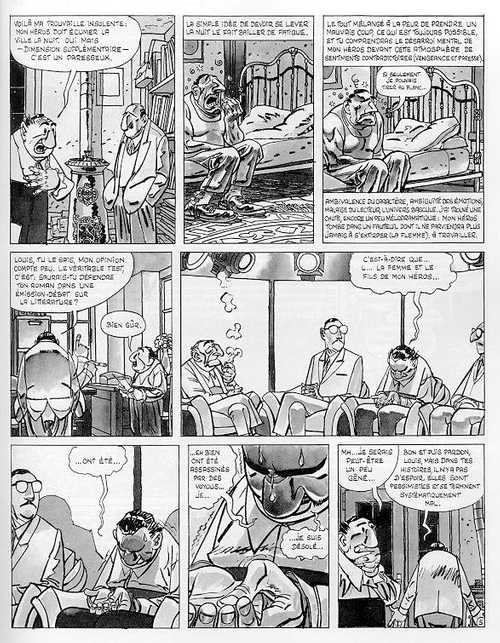 VOILÀ MA TROUVAILLE INSOLENTE:
MON HÉROS DOIT ÉCUMER LA
VILLE LA NUIT. OUI MAIS
—DIMENSION SUPPLÉMENTAIRE—
C'EST UN PARESSEUX.
LA SIMPLE IDÉE DE DEVOIR SE LEVER
LA NUIT LE FAIT BAILLER DE FATIGUE.
LE TOUT MÉLANGÉ À LA PEUR DE PRENDRE UN
MAUVAIS COUP, CE QUI EST TOUJOURS POSSIBLE,
ET TU COMPRENDRAS LE DÉSARROI MENTAL DE
MON HÉROS DEVANT CETTE ATMOSPHÈRE DE
SENTIMENTS CONTRADICTOIRES (VENGEANCE ET PARESSE).
SI SEULEMENT
JE POUVAIS
TIRER AU FLANC...
AMBIVALENCE DU CARACTÈRE, AMBIGUÏTÉ DES ÉMOTIONS,
MALAISE DU LECTEUR. L'UNIVERS BASCULE. J'AI TROUVÉ UNE
CHUTE, ENCORE UN PEU MÉLODRAMATIQUE: MON HÉROS
TOMBE DANS UN FAUTEUIL DONT IL NE PARVIENDRA PLUS
JAMAIS À S'EXTIRPER (LA FLEMME). À TRAVAILLER.
LOUIS, TU LE SAIS, MON OPINION
COMPTE PEU. LE VÉRITABLE TEST,
C'EST: SAURAIS-TU DÉFENDRE
TON ROMAN DANS UNE
ÉMISSION-DÉBAT SUR
LA LITTÉRATURE?
BIEN SÛR.
C'EST-À-DIRE QUE...
L... LA FEMME ET LE
FILS DE MON HÉROS...
...ONT ÉTÉ...
...EH BIEN
ONT ÉTÉ
ASSASSINÉS
PAR DES
VOYOUS...
JE...
...JE SUIS
DÉSOLÉ...
MH... JE SERAIS
PEUT-ÊTRE
UN PEU
GÊNÉ...
BON ET PUIS PARDON,
LOUIS, MAIS DANS TES
HISTOIRES, IL N'Y A PAS
D'ESPOIR, ELLES SONT
PESSIMISTES ET SE TERMINENT
SYSTÉMATIQUEMENT
MAL.
5